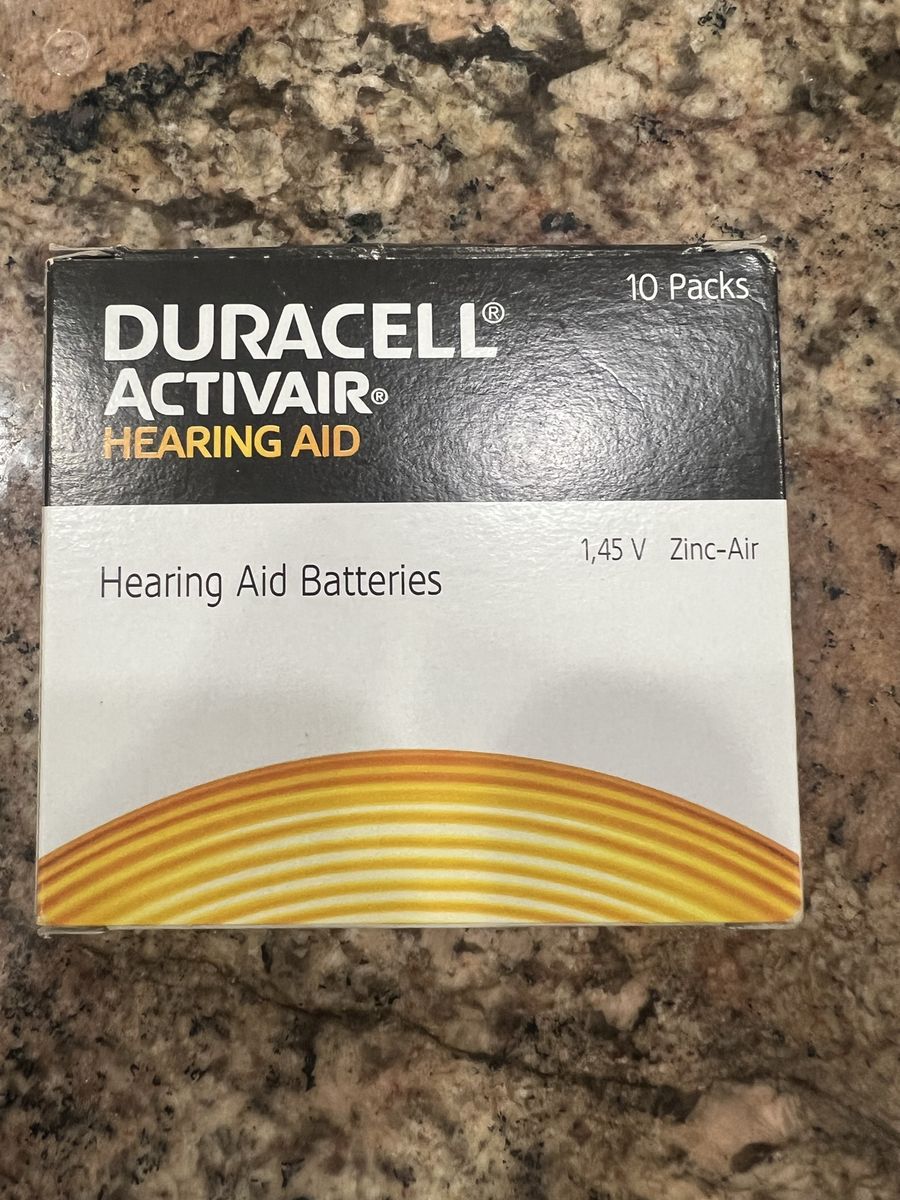 10 Packs
DURACELL®
ACTIVAIR®
HEARING AID
1,45 V Zinc-Air
Hearing Aid Batteries